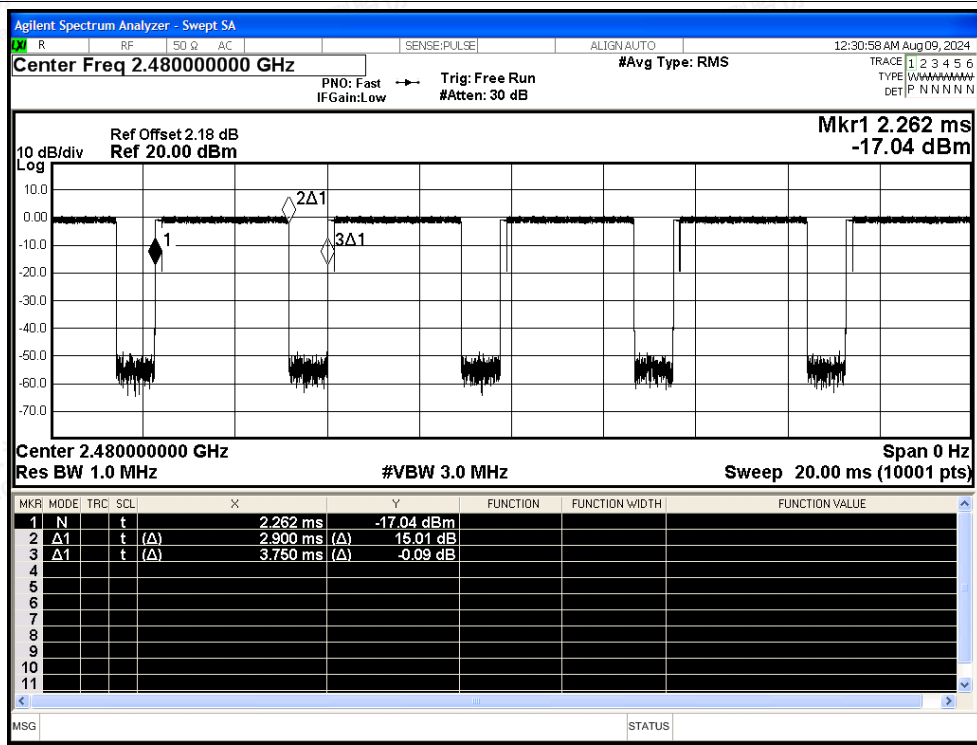 Agilent Spectrum Analyzer - Swept SA
LXI R RF 50 Ω AC SENSE:PULSE ALIGN AUTO 12:30:58 AM Aug 09, 2024
Center Freq 2.480000000 GHz #Avg Type: RMS TRACE 1 2 3 4 5 6
PNO: Fast Trig: Free Run TYPE
IFGain:Low #Atten: 30 dB DET P N N N N N
Mkr1 2.262 ms
Ref Offset 2.18 dB
10 dB/div Ref 20.00 dBm -17.04 dBm
Log
10.0
2Δ1
0.00
1 3Δ1
-10.0
-20.0
-30.0
-40.0
-50.0
-60.0
-70.0
Center 2.480000000 GHz Span 0 Hz
Res BW 1.0 MHz #VBW 3.0 MHz Sweep 20.00 ms (10001 pts)
MKR MODE TRC SCL X Y FUNCTION FUNCTION WIDTH FUNCTION VALUE
1 N t 2.262 ms -17.04 dBm
2 Δ1 t (Δ) 2.900 ms (Δ) 15.01 dB
3 Δ1 t (Δ) 3.750 ms (Δ) -0.09 dB
4
5
6
7
8
9
10
11
MSG STATUS